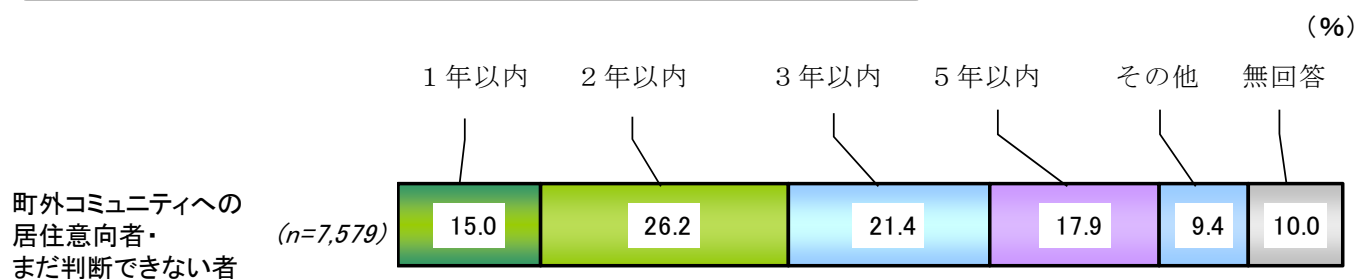 （%）
１年以内 ２年以内 ３年以内 ５年以内 その他 無回答
町外コミュニティへの
居住意向者・
まだ判断できない者
(n=7,579)
15.0 26.2 21.4 17.9 9.4 10.0